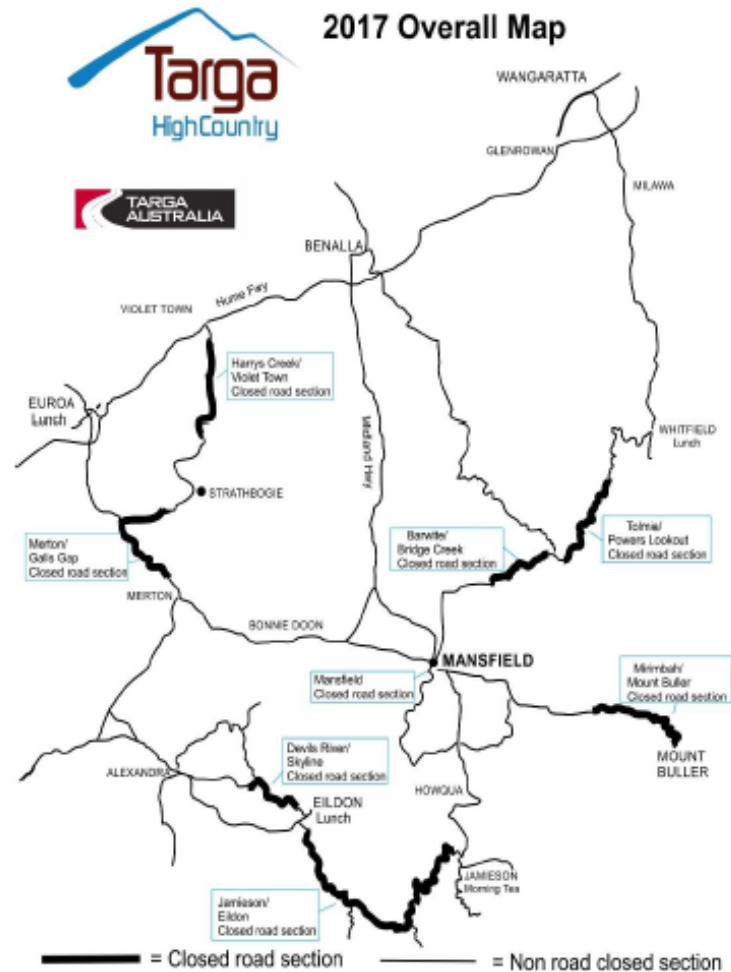 2017 Overall Map
Targa
HighCountry
TARGA
AUSTRALIA
WANGARATTA
GLENROWAN
MILAWA
BENALLA
VIOLET TOWN
Hume Fwy
Harrys Creek/
Violet Town
Closed road section
EUROA
Lunch
Midland Hwy
WHITFIELD
Lunch
STRATHBOGIE
Tolmie/
Powers Lookout
Closed road section
Barwite/
Bridge Creek
Closed road section
Merton/
Galls Gap
Closed road section
MERTON
BONNIE DOON
MANSFIELD
Mansfield
Closed road section
Mirimbah/
Mount Buller
Closed road section
MOUNT
BULLER
Devils River/
Skyline
Closed road section
ALEXANDRA
EILDON
Lunch
HOWQUA
JAMIESON
Morning Tea
Jamieson/
Eildon
Closed road section
= Closed road section
= Non road closed section